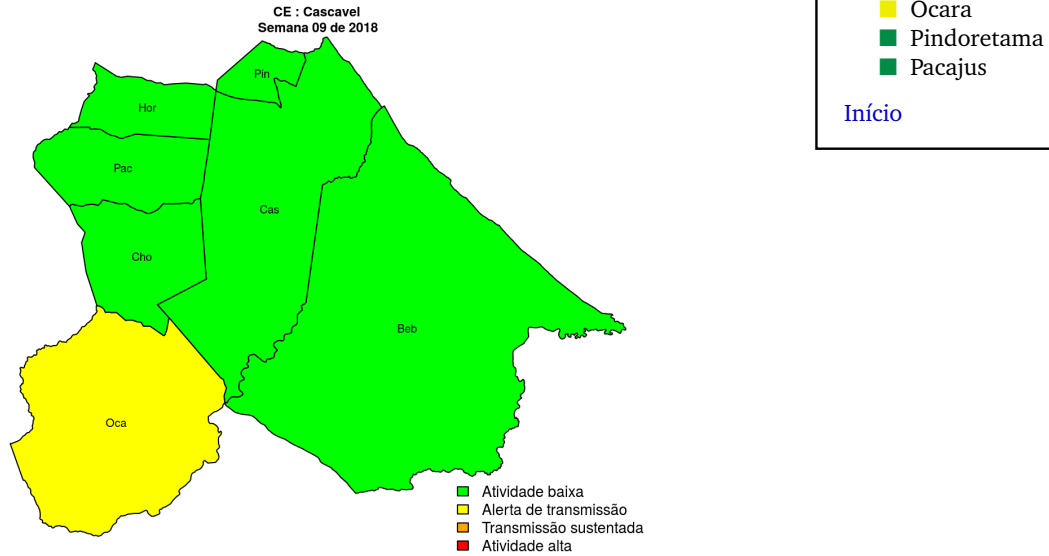 CE : Cascavel
Semana 09 de 2018
Pin
Hor
Pac
Cas
Cho
Beb
Oca
Atividade baixa
Alerta de transmissão
Transmissão sustentada
Atividade alta
Ocara
Pindoretama
Pacajus
Início